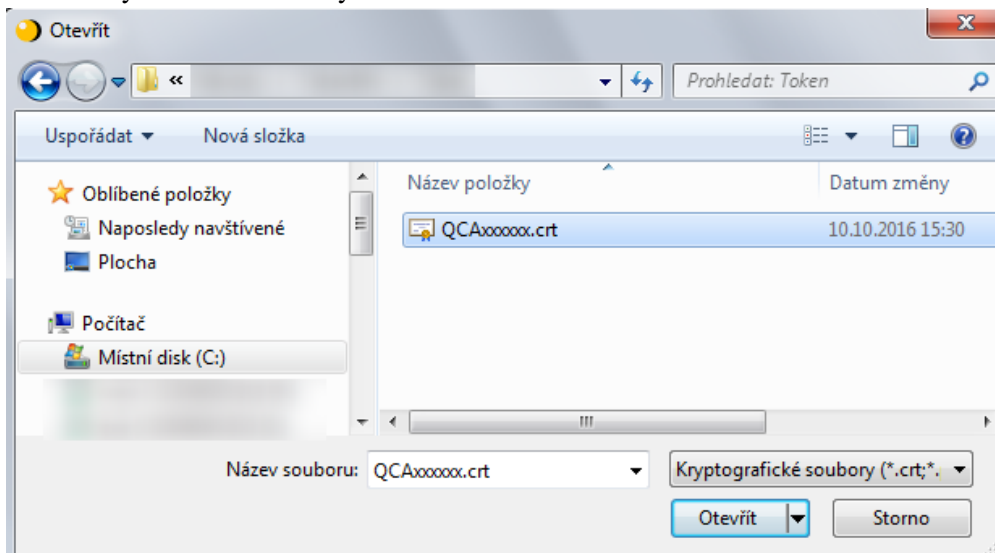 Otevřít
«
Prohledat: Token
Uspořádat Nová složka
Oblíbené položky
Naposledy navštívené
Plocha
Počítač
Místní disk (C:)
Název položky Datum změny
QCAxxxxxx.crt 10.10.2016 15:30
Název souboru: QCAxxxxxx.crt Kryptografické soubory (*.crt;*.
Otevřít Storno